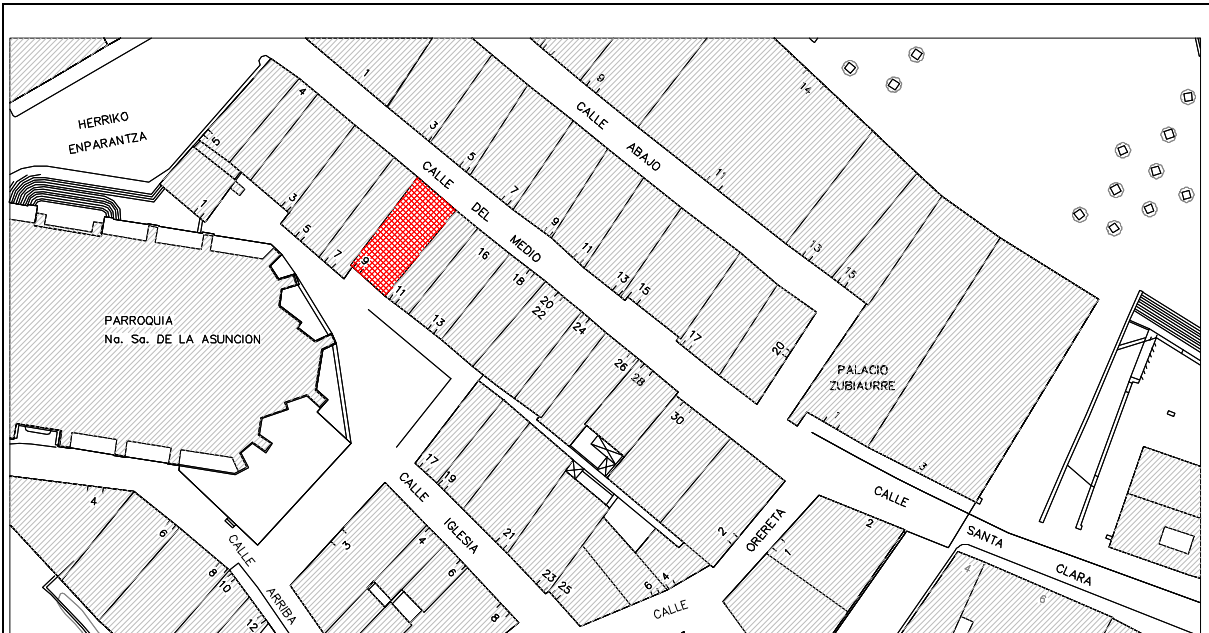 HERRIKO
ENPARANTZA
PARROQUIA
Na. Sa. DE LA ASUNCION
CALLE
DEL
MEDIO
CALLE
ABAJO
PALACIO
ZUBIAURRE
CALLE
SANTA
CLARA
ORERETA
CALLE
IGLESIA
CALLE
ARRIBA
CALLE
1
4
5
3
1
3
5
7
9
11
13
3
5
7
9
11
13
15
17
20
9
14
11
13
15
16
18
20
22
24
26
28
30
1
3
17
19
21
23
25
6
4
2
1
2
4
6
8
10
12
3
4
6
8
4
6